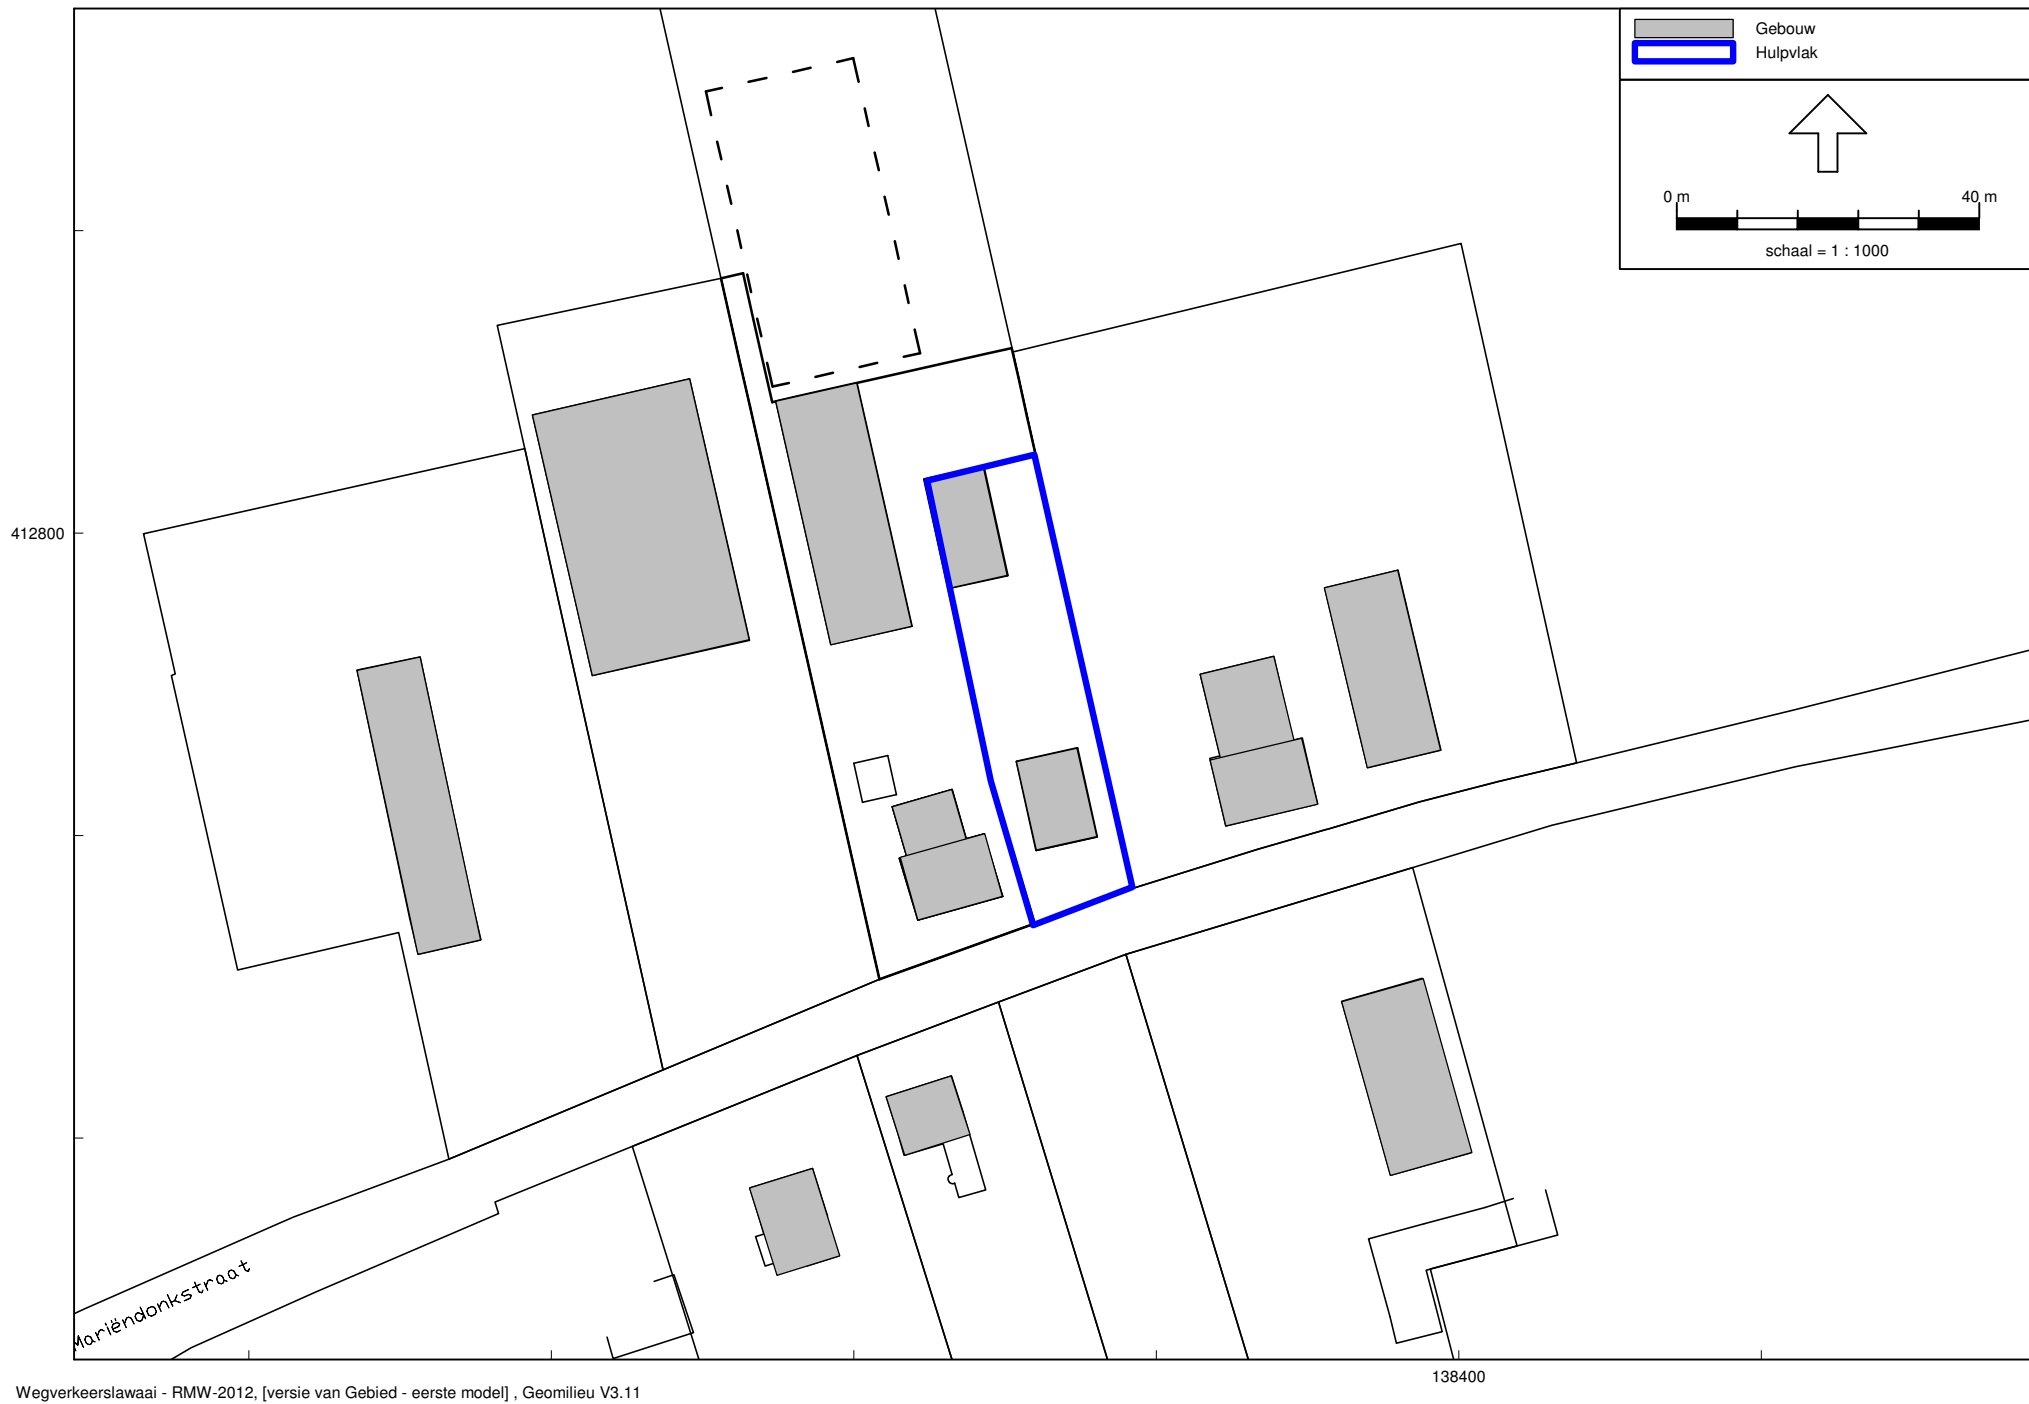 Gebouw
Hulpvlak
0 m 40 m
schaal = 1 : 1000
412800
Mariëndonkstraat
138400
Wegverkeerslawaai - RMW-2012, [versie van Gebied - eerste model] , Geomilieu V3.11